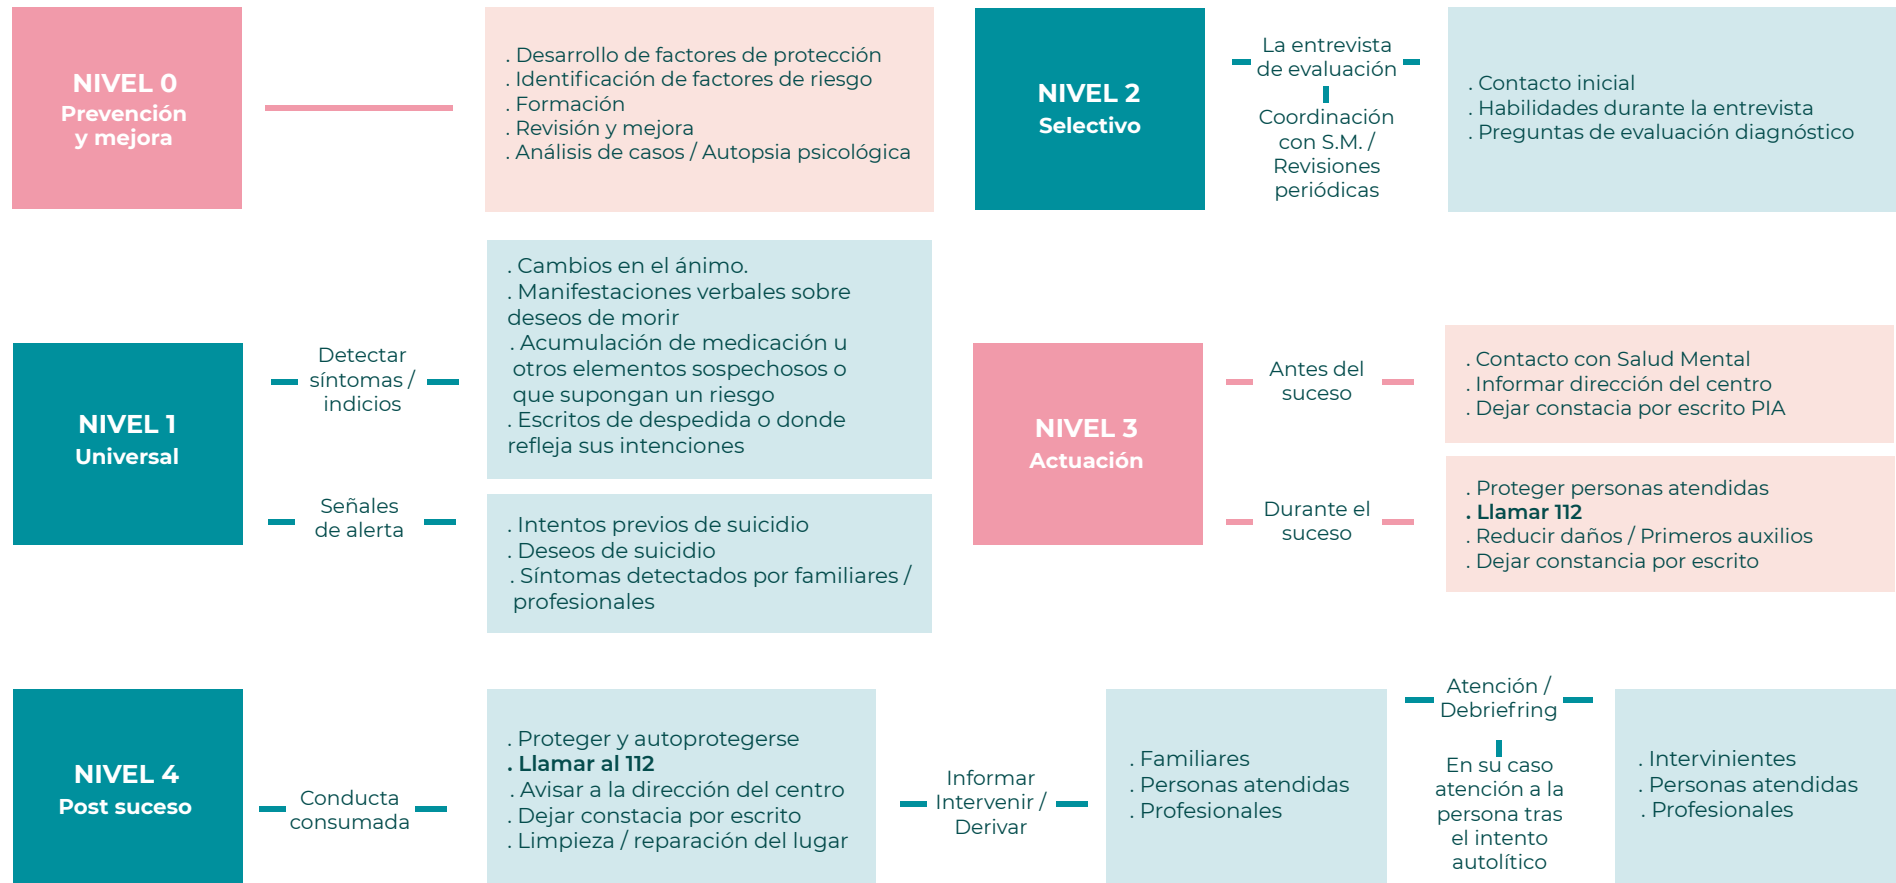 NIVEL 0
Prevención
y mejora
. Desarrollo de factores de protección
. Identificación de factores de riesgo
. Formación
. Revisión y mejora
. Análisis de casos / Autopsia psicológica
NIVEL 2
Selectivo
La entrevista
de evaluación
Coordinación
con S.M. /
Revisiones
periódicas
. Contacto inicial
. Habilidades durante la entrevista
. Preguntas de evaluación diagnóstico
NIVEL 1
Universal
Detectar
síntomas /
indicios
. Cambios en el ánimo.
. Manifestaciones verbales sobre
deseos de morir
. Acumulación de medicación u
otros elementos sospechosos o
que supongan un riesgo
. Escritos de despedida o donde
refleja sus intenciones
Señales
de alerta
. Intentos previos de suicidio
. Deseos de suicidio
. Síntomas detectados por familiares /
profesionales
NIVEL 3
Actuación
Antes del
suceso
. Contacto con Salud Mental
. Informar dirección del centro
. Dejar constacia por escrito PIA
Durante el
suceso
. Proteger personas atendidas
. Llamar 112
. Reducir daños / Primeros auxilios
. Dejar constancia por escrito
NIVEL 4
Post suceso
Conducta
consumada
. Proteger y autoprotegerse
. Llamar al 112
. Avisar a la dirección del centro
. Dejar constacia por escrito
. Limpieza / reparación del lugar
Informar
Intervenir /
Derivar
. Familiares
. Personas atendidas
. Profesionales
Atención /
Debriefring
En su caso
atención a la
persona tras
el intento
autolítico
. Intervinientes
. Personas atendidas
. Profesionales